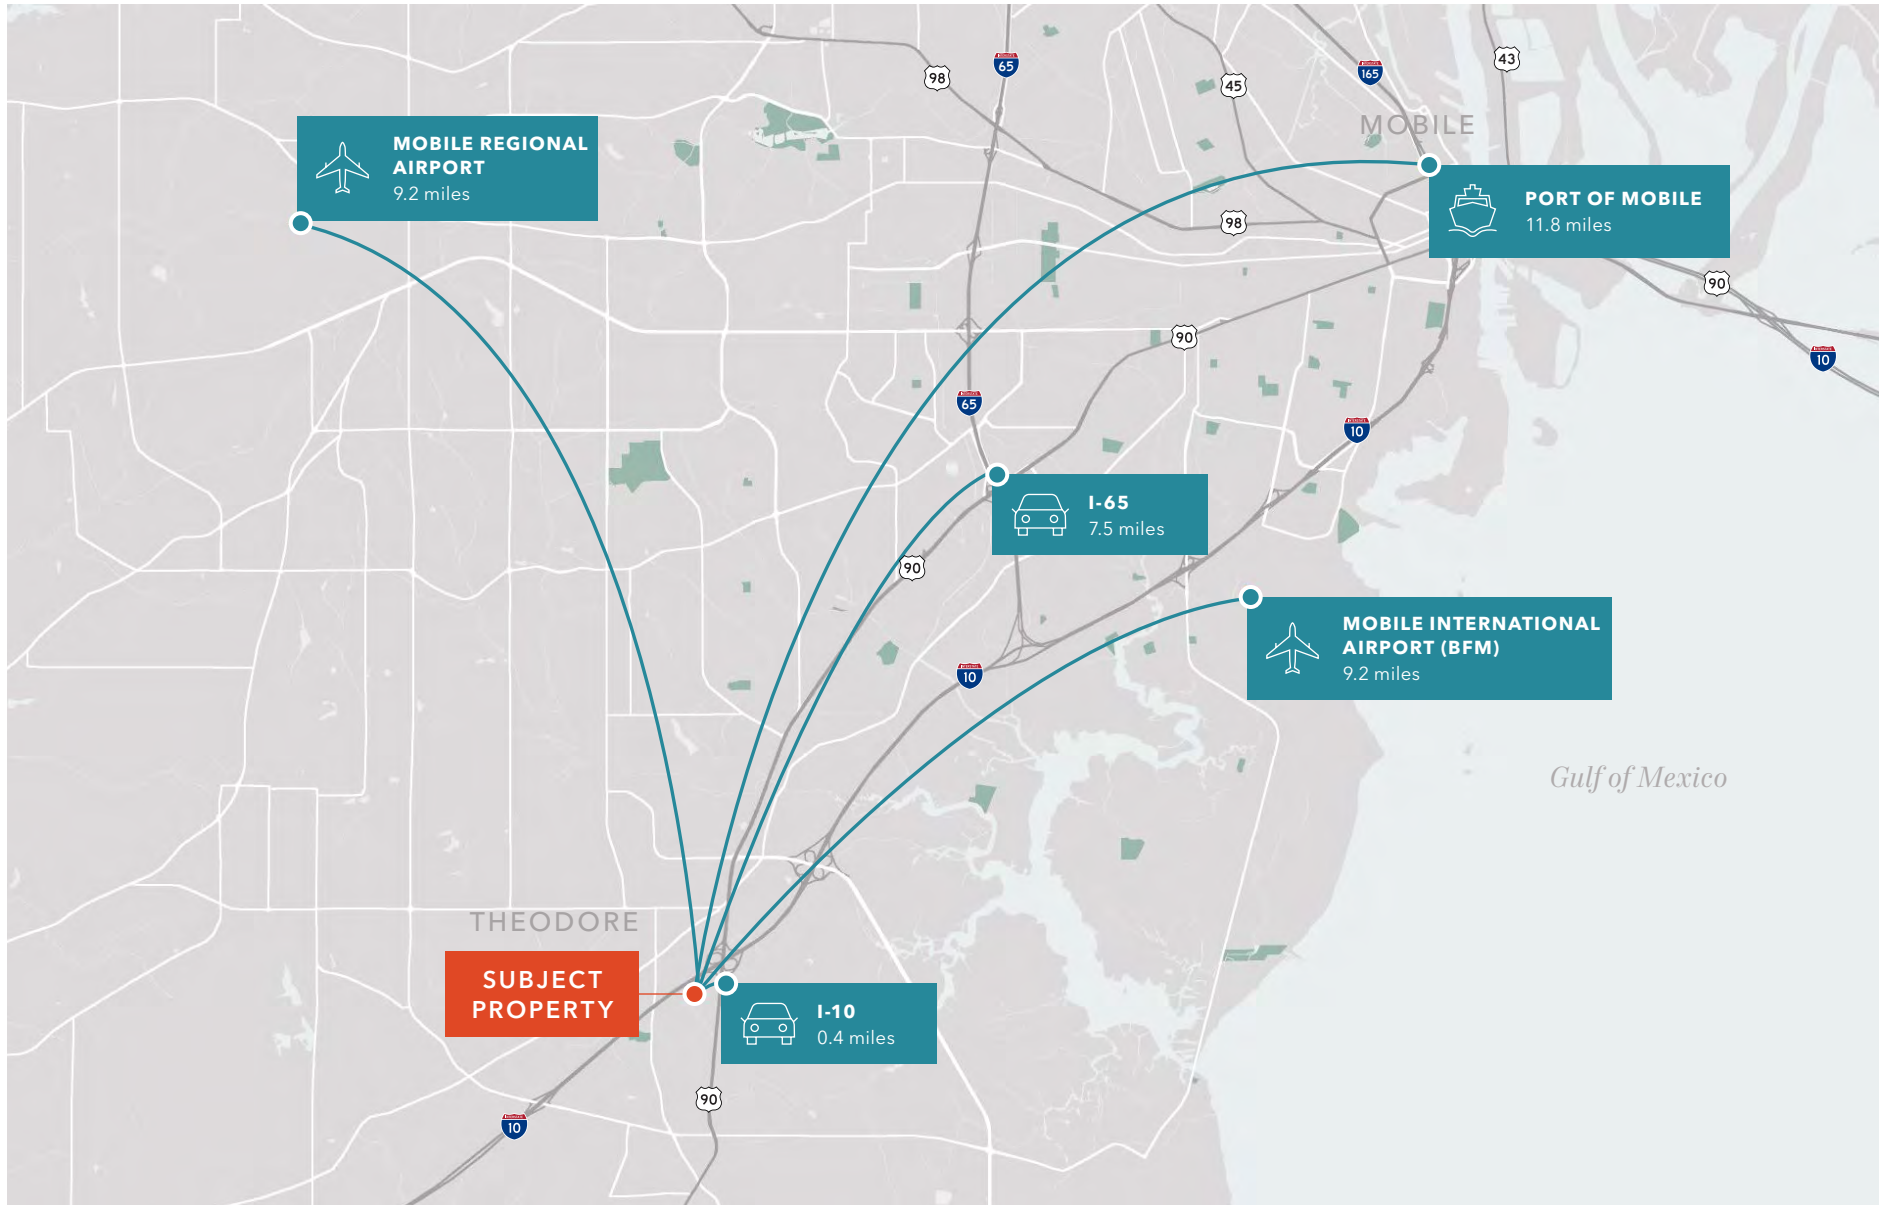 65
43
98
165
45
MOBILE
MOBILE REGIONAL
AIRPORT
9.2 miles
PORT OF MOBILE
11.8 miles
98
90
90
10
65
10
I-65
7.5 miles
90
MOBILE INTERNATIONAL
AIRPORT (BFM)
9.2 miles
10
Gulf of Mexico
THEODORE
SUBJECT
PROPERTY
I-10
0.4 miles
90
10